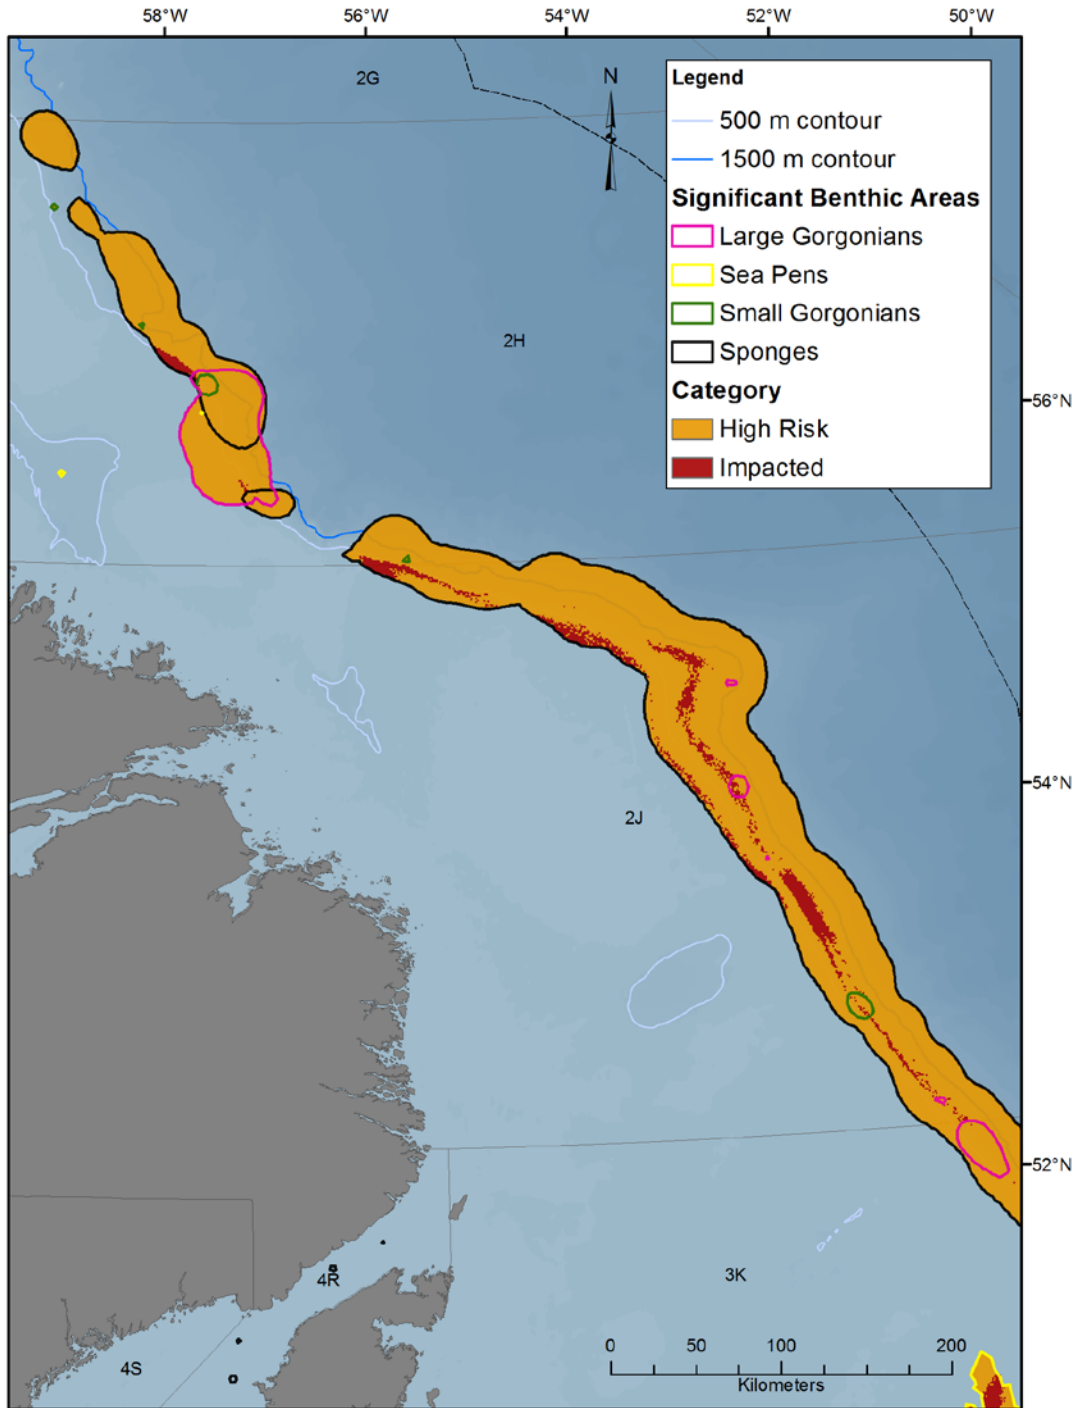 58°W 56°W 54°W 52°W 50°W
2G
N
Legend
500 m contour
1500 m contour
Significant Benthic Areas
Large Gorgonians
Sea Pens
Small Gorgonians
Sponges
Category
High Risk
Impacted
2H
56°N
54°N
2J
52°N
3K
4R
4S
0 50 100 200
Kilometers